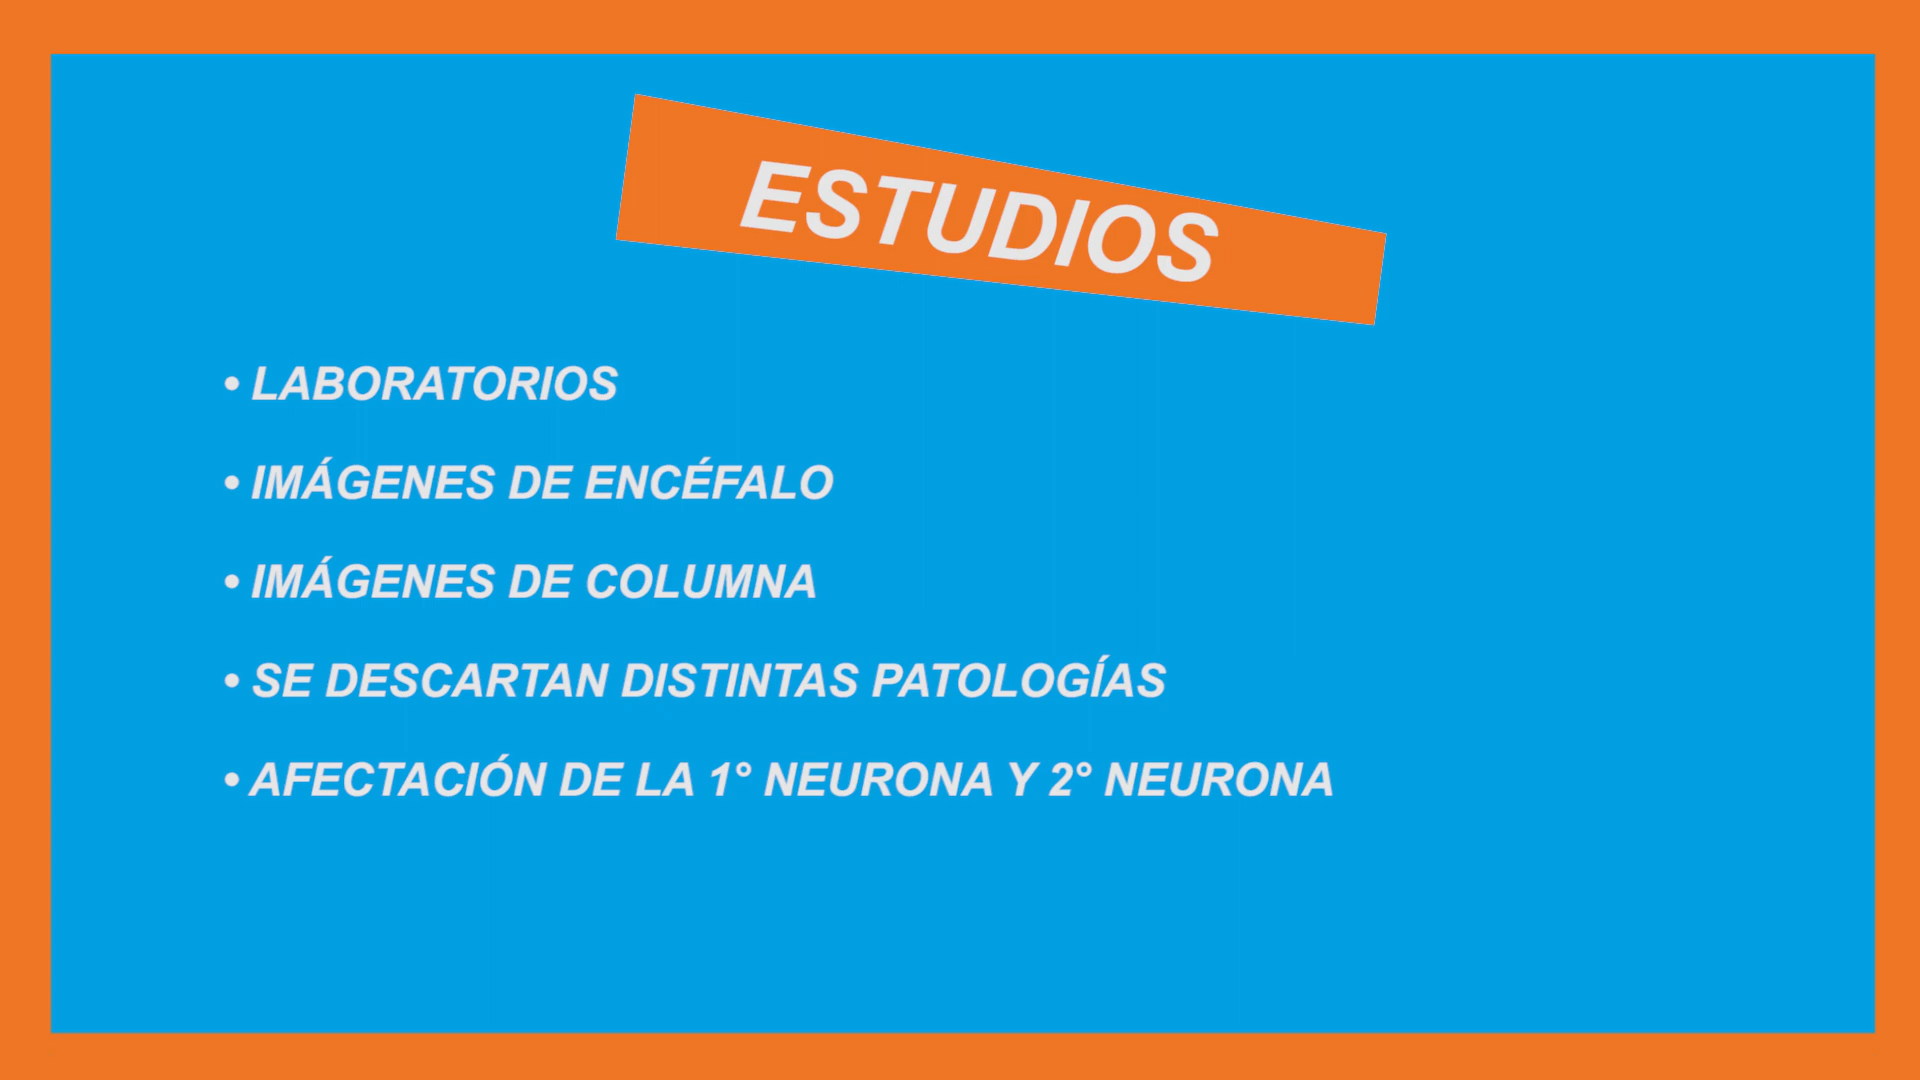 ESTUDIOS
• LABORATORIOS
• IMÁGENES DE ENCÉFALO
• IMÁGENES DE COLUMNA
• SE DESCARTAN DISTINTAS PATOLOGÍAS
• AFECTACIÓN DE LA 1° NEURONA Y 2° NEURONA